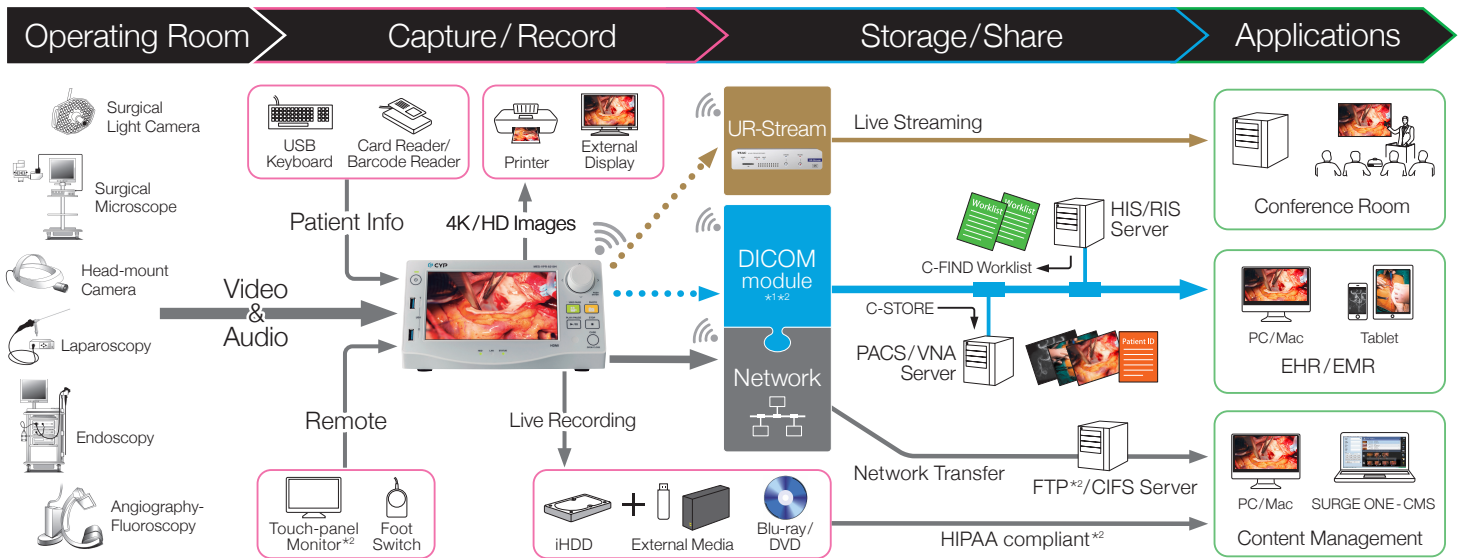 Operating Room
Capture/Record
Storage/Share
Applications
Surgical
Light Camera
Surgical
Microscope
Head-mount
Camera
Laparoscopy
Endoscopy
Angiography-
Fluoroscopy
Video
&
Audio
USB
Keyboard
Card Reader/
Barcode Reader
Patient Info
Printer
External
Display
4K/HD Images
CYP
Remote
Touch-panel
Monitor*2
Foot
Switch
Live Recording
iHDD
External Media
Blu-ray/
DVD
UR-Stream
DICOM
module
*1*2
Network
Live Streaming
Worklist
Worklist
HIS/RIS
Server
C-FIND Worklist
C-STORE
PACS/VNA
Server
Patient ID
Network Transfer
FTP*2/CIFS Server
HIPAA compliant*2
Conference Room
PC/Mac
Tablet
EHR/EMR
PC/Mac
SURGE ONE-CMS
Content Management